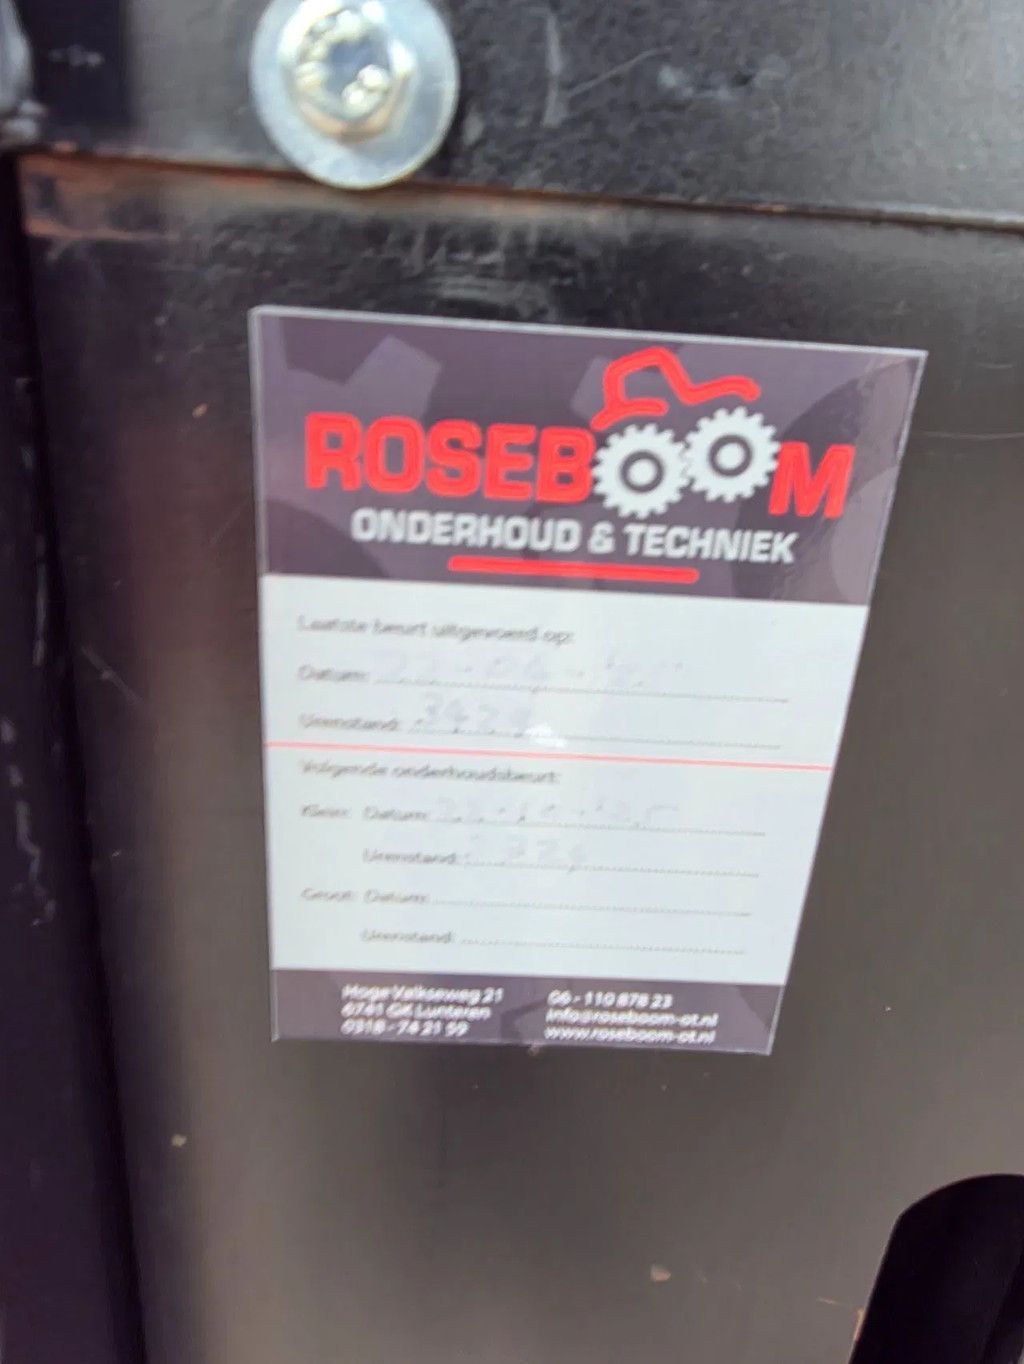 ROSEBOOM
ONDERHOUD & TECHNIEK
Laatste beurt uitgevoerd op:
Datum:
Urenstand:
Volgende onderhoudsbeurt:
Klein: Datum:
Urenstand:
Groot: Datum:
Urenstand:
Hoge Valkseweg 21
6741 GK Lunteren
0318 - 74 21 59
06 - 110 878 23
info@roseboom-ot.nl
www.roseboom-ot.nl